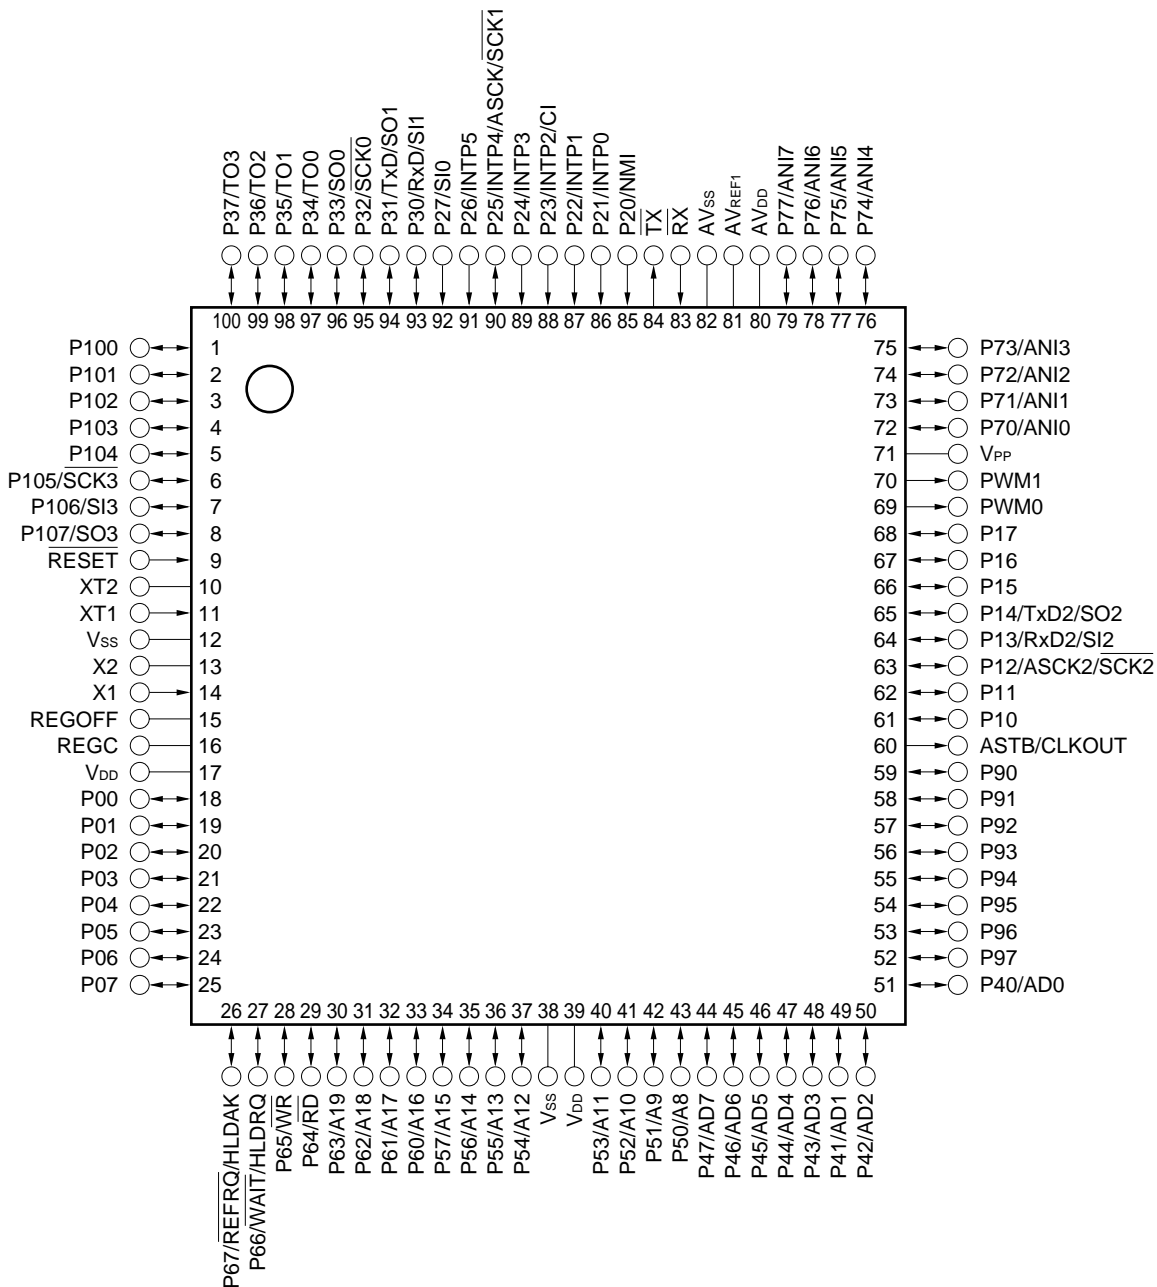 P37/TO3
P36/TO2
P35/TO1
P34/TO0
P33/SO0
P32/SCK0
P31/TxD/SO1
P30/RxD/SI1
P27/SI0
P26/INTP5
P25/INTP4/ASCK/SCK1
P24/INTP3
P23/INTP2/CI
P22/INTP1
P21/INTP0
P20/NMI
TX
RX
AVSS
AVREF1
AVDD
P77/ANI7
P76/ANI6
P75/ANI5
P74/ANI4
100 99 98 97 96 95 94 93 92 91 90 89 88 87 86 85 84 83 82 81 80 79 78 77 76
P100 1
P101 2
P102 3
P103 4
P104 5
P105/SCK3 6
P106/SI3 7
P107/SO3 8
RESET 9
XT2 10
XT1 11
VSS 12
X2 13
X1 14
REGOFF 15
REGC 16
VDD 17
P00 18
P01 19
P02 20
P03 21
P04 22
P05 23
P06 24
P07 25
75 P73/ANI3
74 P72/ANI2
73 P71/ANI1
72 P70/ANI0
71 VPP
70 PWM1
69 PWM0
68 P17
67 P16
66 P15
65 P14/TxD2/SO2
64 P13/RxD2/SI2
63 P12/ASCK2/SCK2
62 P11
61 P10
60 ASTB/CLKOUT
59 P90
58 P91
57 P92
56 P93
55 P94
54 P95
53 P96
52 P97
51 P40/AD0
26 27 28 29 30 31 32 33 34 35 36 37 38 39 40 41 42 43 44 45 46 47 48 49 50
P67/REFRQ/HLDAK
P66/WAIT/HLDRQ
P65/WR
P64/RD
P63/A19
P62/A18
P61/A17
P60/A16
P57/A15
P56/A14
P55/A13
P54/A12
VSS
VDD
P53/A11
P52/A10
P51/A9
P50/A8
P47/AD7
P46/AD6
P45/AD5
P44/AD4
P43/AD3
P41/AD1
P42/AD2